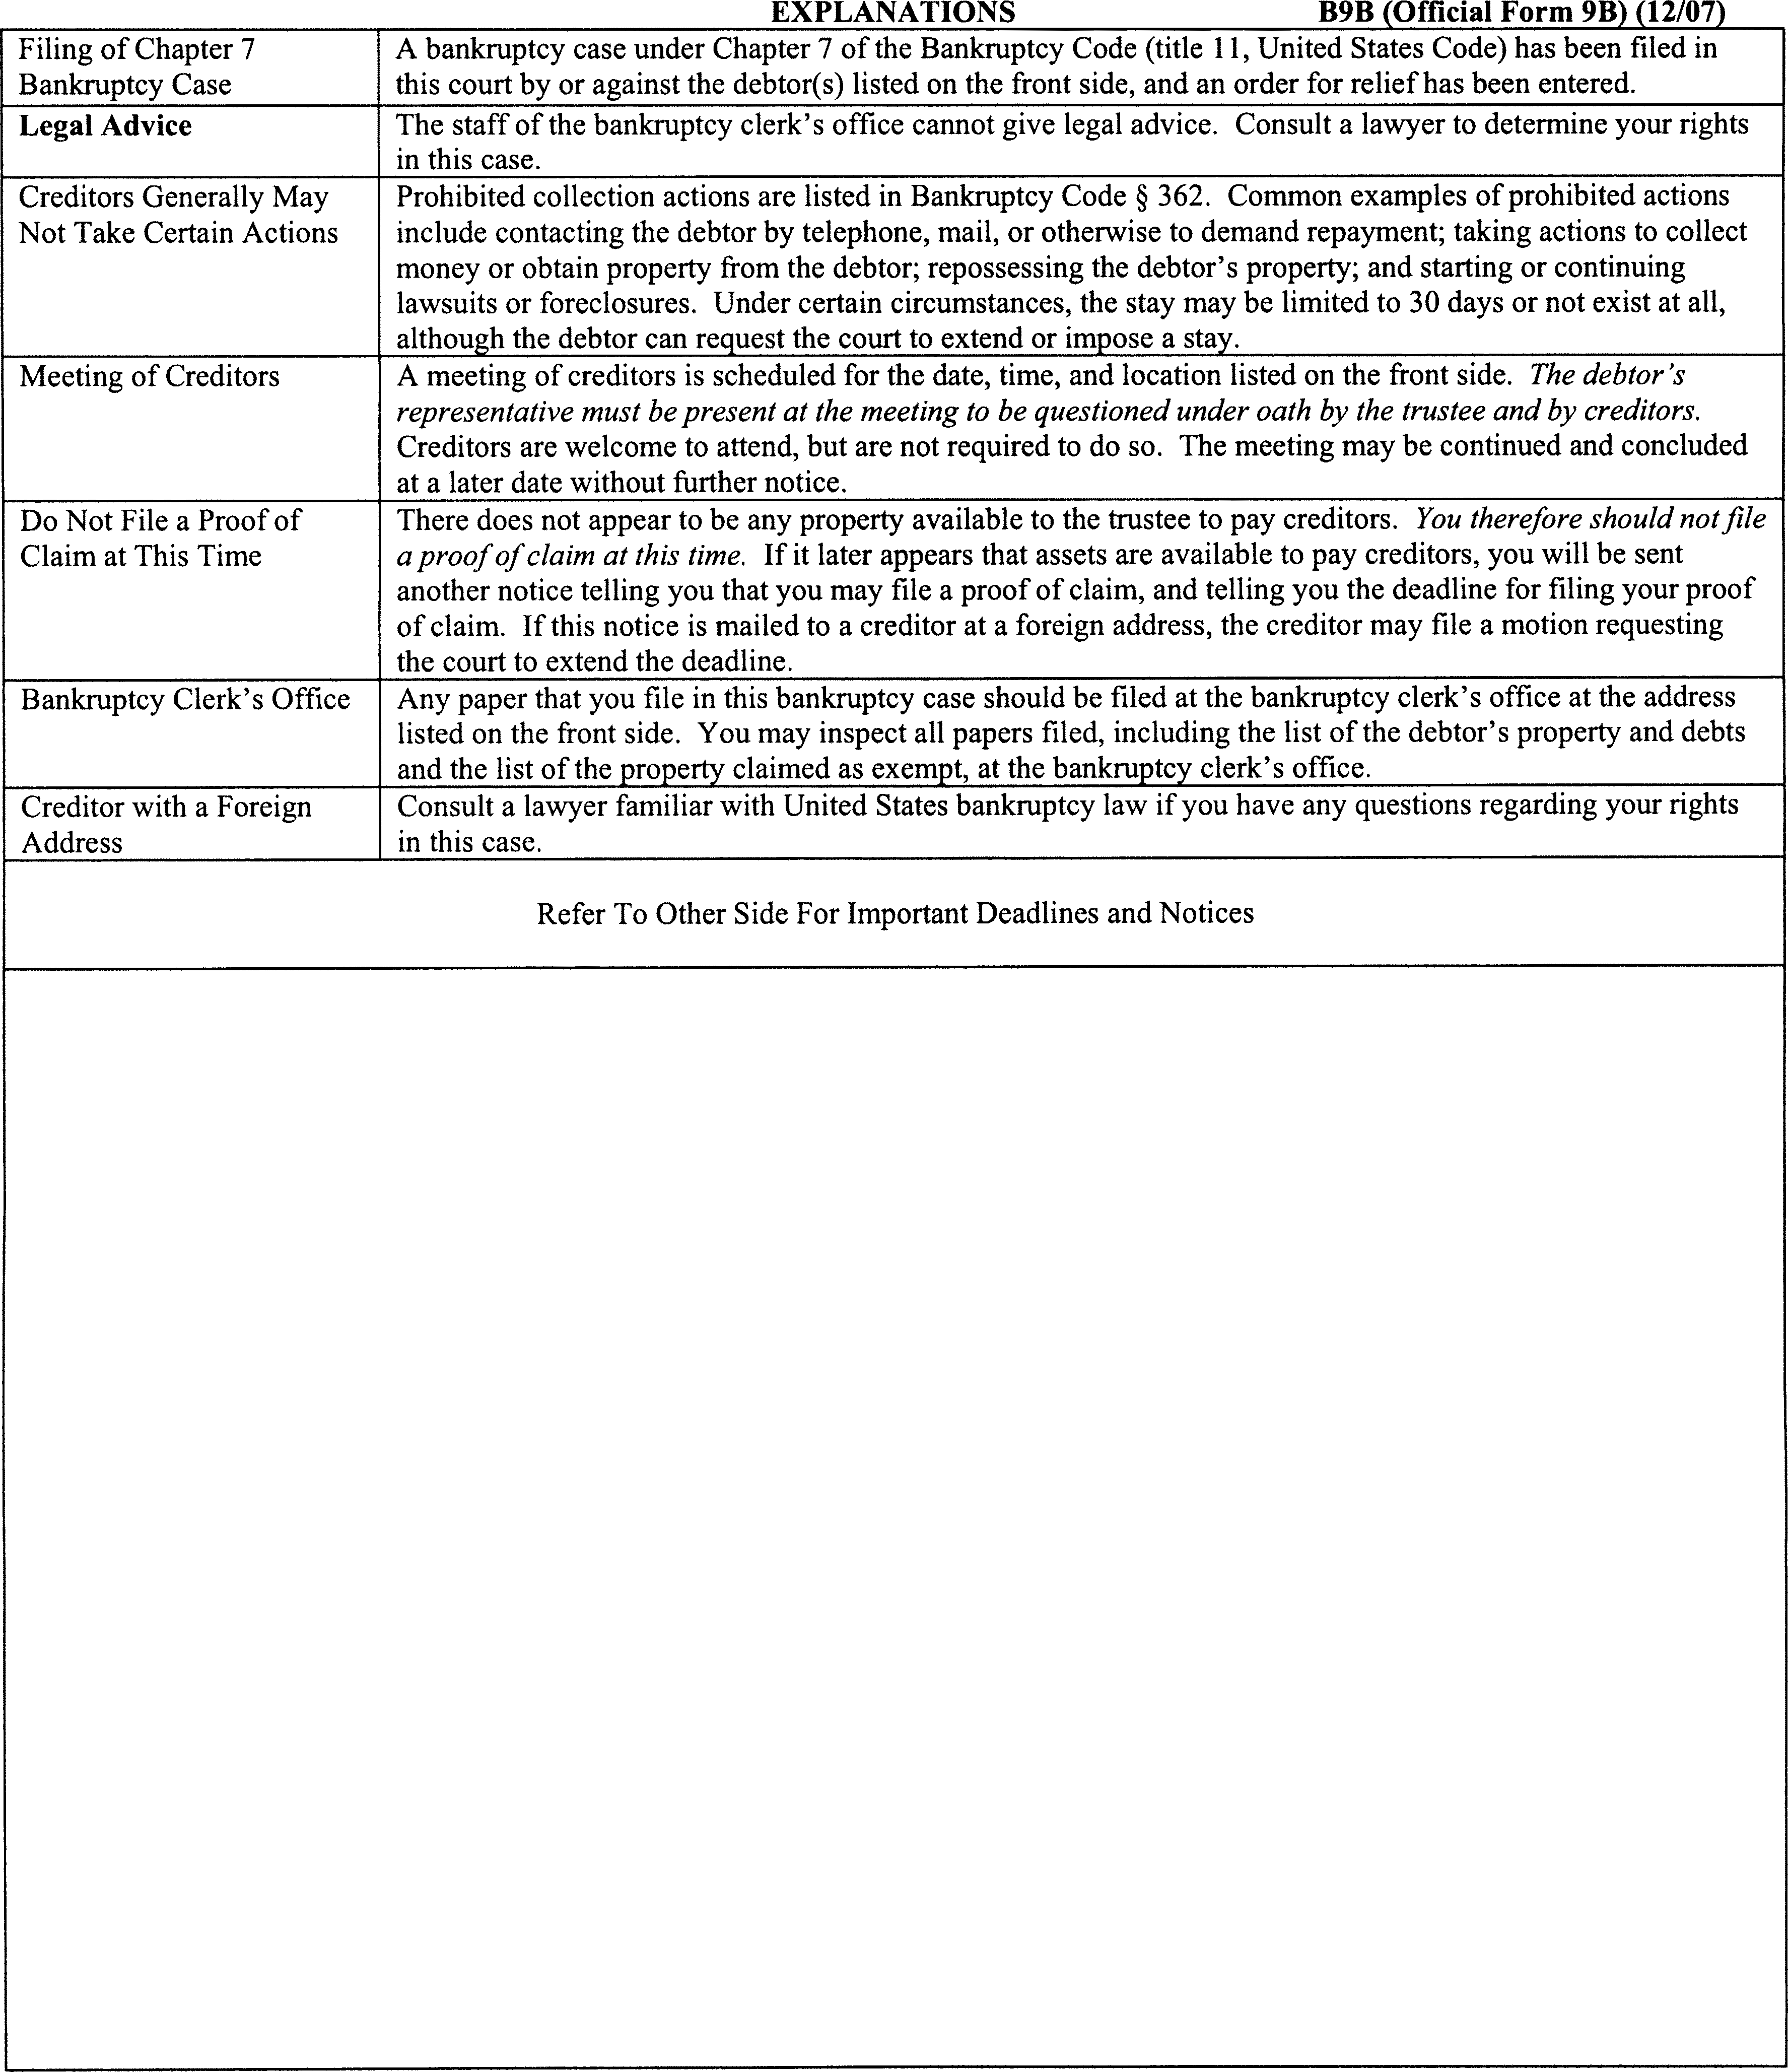 EXPLANATIONS B9B (Official Form 9B) (12/07)
Filing of Chapter 7
Bankruptcy Case
A bankruptcy case under Chapter 7 of the Bankruptcy Code (title 11, United States Code) has been filed in
this court by or against the debtor(s) listed on the front side, and an order for relief has been entered.
Legal Advice
The staff of the bankruptcy clerk's office cannot give legal advice. Consult a lawyer to determine your rights
in this case.
Creditors Generally May
Not Take Certain Actions
Prohibited collection actions are listed in Bankruptcy Code § 362. Common examples of prohibited actions
include contacting the debtor by telephone, mail, or otherwise to demand repayment; taking actions to collect
money or obtain property from the debtor; repossessing the debtor's property; and starting or continuing
lawsuits or foreclosures. Under certain circumstances, the stay may be limited to 30 days or not exist at all,
although the debtor can request the court to extend or impose a stay.
Meeting of Creditors
A meeting of creditors is scheduled for the date, time, and location listed on the front side. The debtor's
representative must be present at the meeting to be questioned under oath by the trustee and by creditors.
Creditors are welcome to attend, but are not required to do so. The meeting may be continued and concluded
at a later date without further notice.
Do Not File a Proof of
Claim at This Time
There does not appear to be any property available to the trustee to pay creditors. You therefore should not file
a proof of claim at this time. If it later appears that assets are available to pay creditors, you will be sent
another notice telling you that you may file a proof of claim, and telling you the deadline for filing your proof
of claim. If this notice is mailed to a creditor at a foreign address, the creditor may file a motion requesting
the court to extend the deadline.
Bankruptcy Clerk's Office
Any paper that you file in this bankruptcy case should be filed at the bankruptcy clerk's office at the address
listed on the front side. You may inspect all papers filed, including the list of the debtor's property and debts
and the list of the property claimed as exempt, at the bankruptcy clerk's office.
Creditor with a Foreign
Address
Consult a lawyer familiar with United States bankruptcy law if you have any questions regarding your rights
in this case.
Refer To Other Side For Important Deadlines and Notices